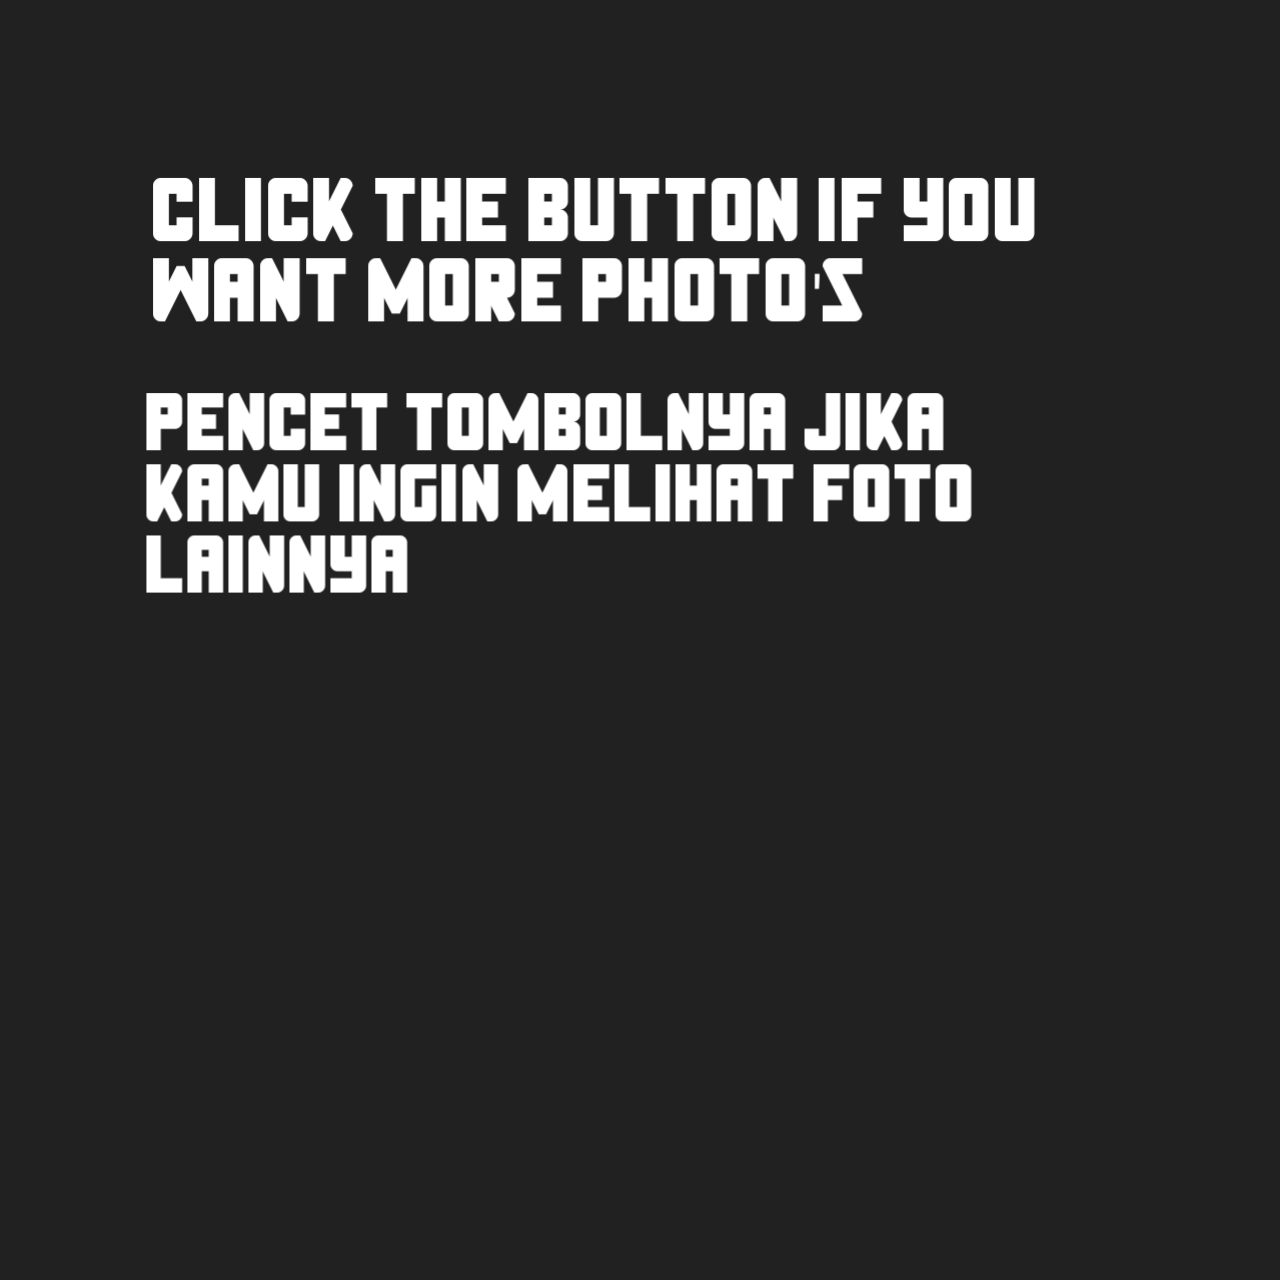 CLICK THE BUTTON IF YOU
WANT MORE PHOTO'S
PENCET TOMBOLNYA JIKA
KAMU INGIN MELIHAT FOTO
LAINNYA